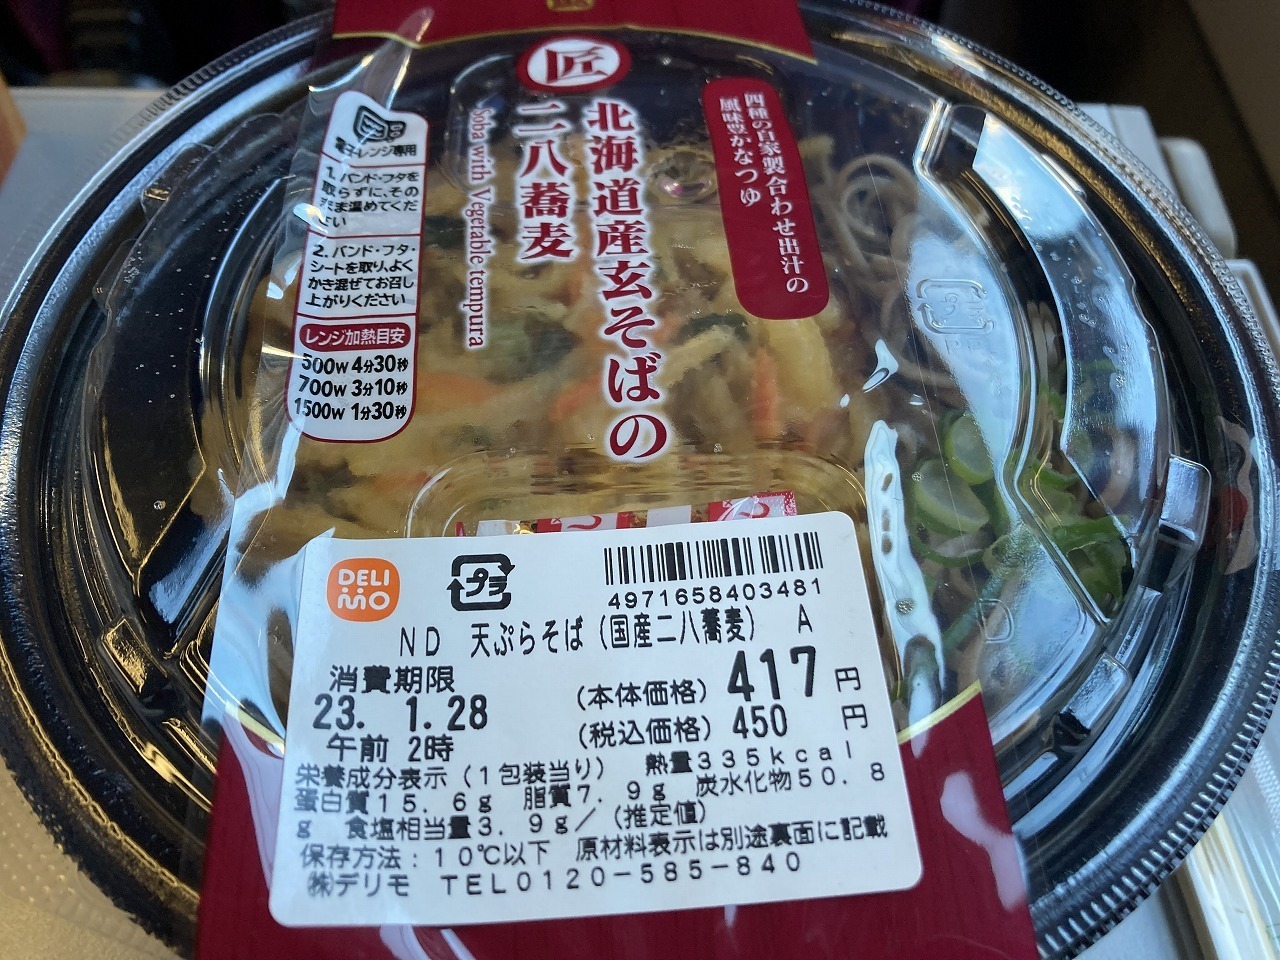 匠
北海道産玄そばの
二八蕎麦
Soba with Vegetable tempura
四種の自家製合わせ出汁の
風味豊かなつゆ
電子レンジ専用
1. バンド・フタを
取らずに、その
まま温めてくだ
さい
2. バンド・フタ・
シートを取り、よく
かき混ぜてお召し
上がりください
レンジ加熱目安
500W 4分30秒
700W 3分10秒
1500W 1分30秒
プラ
DELI
MO
プラ
4971658403481
ND 天ぷらそば(国産二八蕎麦) A
消費期限
23. 1.28
午前 2時
(本体価格) 417 円
(税込価格) 450 円
栄養成分表示(1包装当り) 熱量335kcal
蛋白質15.6g 脂質7.9g 炭水化物50.8
g 食塩相当量3.9g/(推定値)
保存方法:10℃以下 原材料表示は別途裏面に記載
㈱デリモ TEL0120-585-840